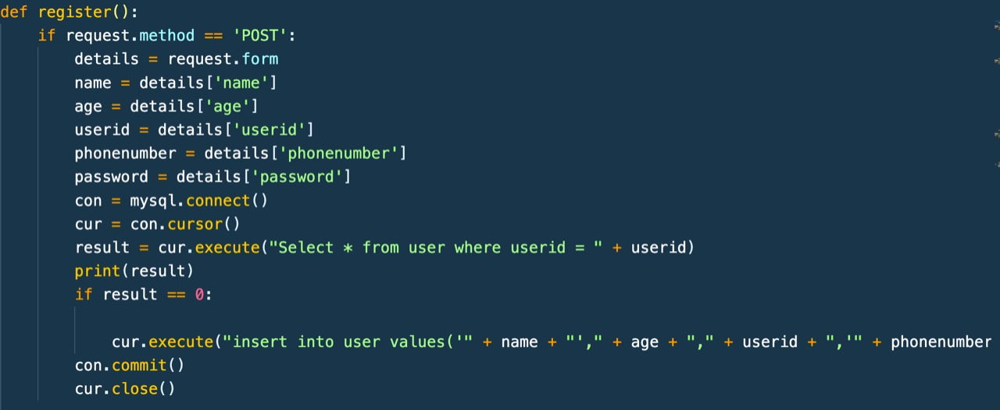 def register():
    if request.method == 'POST':
        details = request.form
        name = details['name']
        age = details['age']
        userid = details['userid']
        phonenumber = details['phonenumber']
        password = details['password']
        con = mysql.connect()
        cur = con.cursor()
        result = cur.execute("Select * from user where userid = " + userid)
        print(result)
        if result == 0:
            cur.execute("insert into user values('" + name + "'," + age + "," + userid + ",'" + phonenumber
        con.commit()
        cur.close()